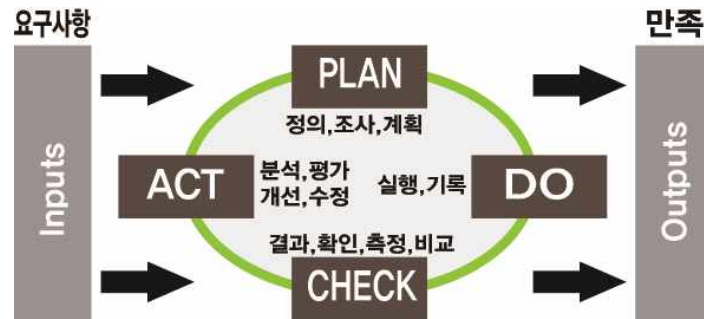 요구사항
만족
PLAN
정의,조사,계획
Inputs
ACT
분석,평가
개선,수정
실행,기록
DO
Outputs
결과,확인,측정,비교
CHECK